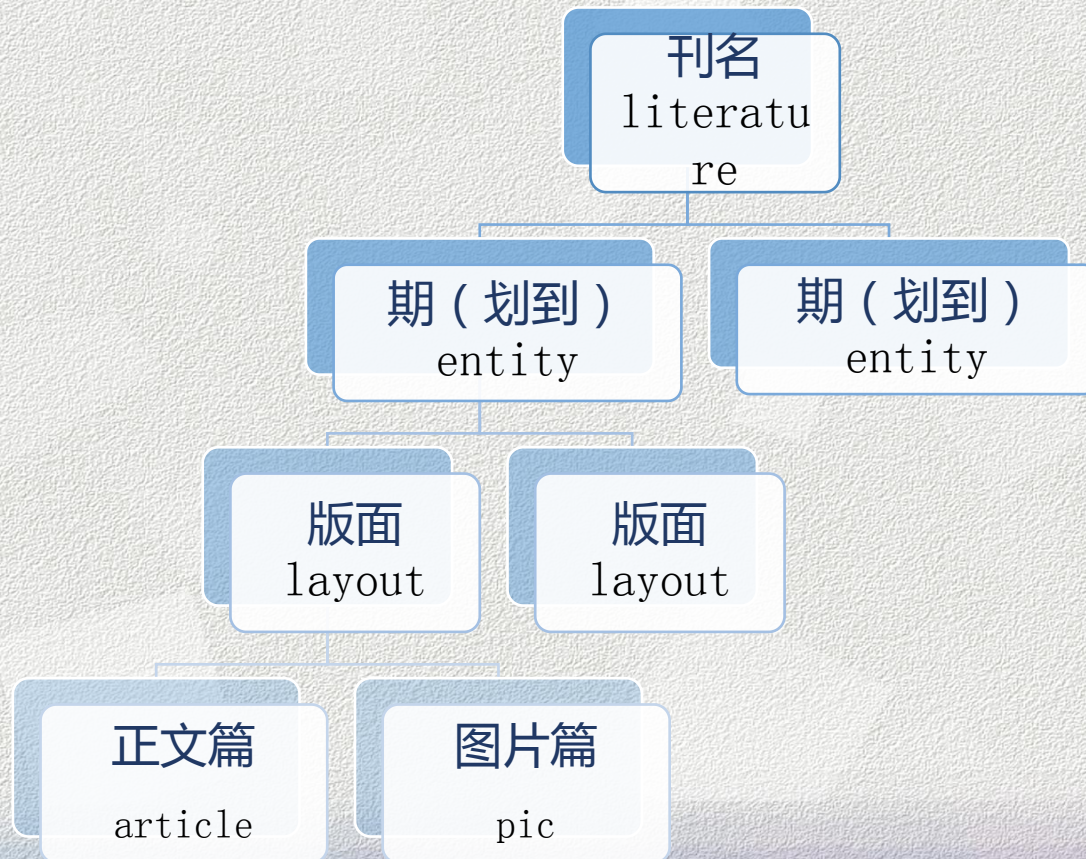 刊名
literatu
re
期（划到）
entity
期（划到）
entity
版面
layout
版面
layout
正文篇
article
图片篇
pic